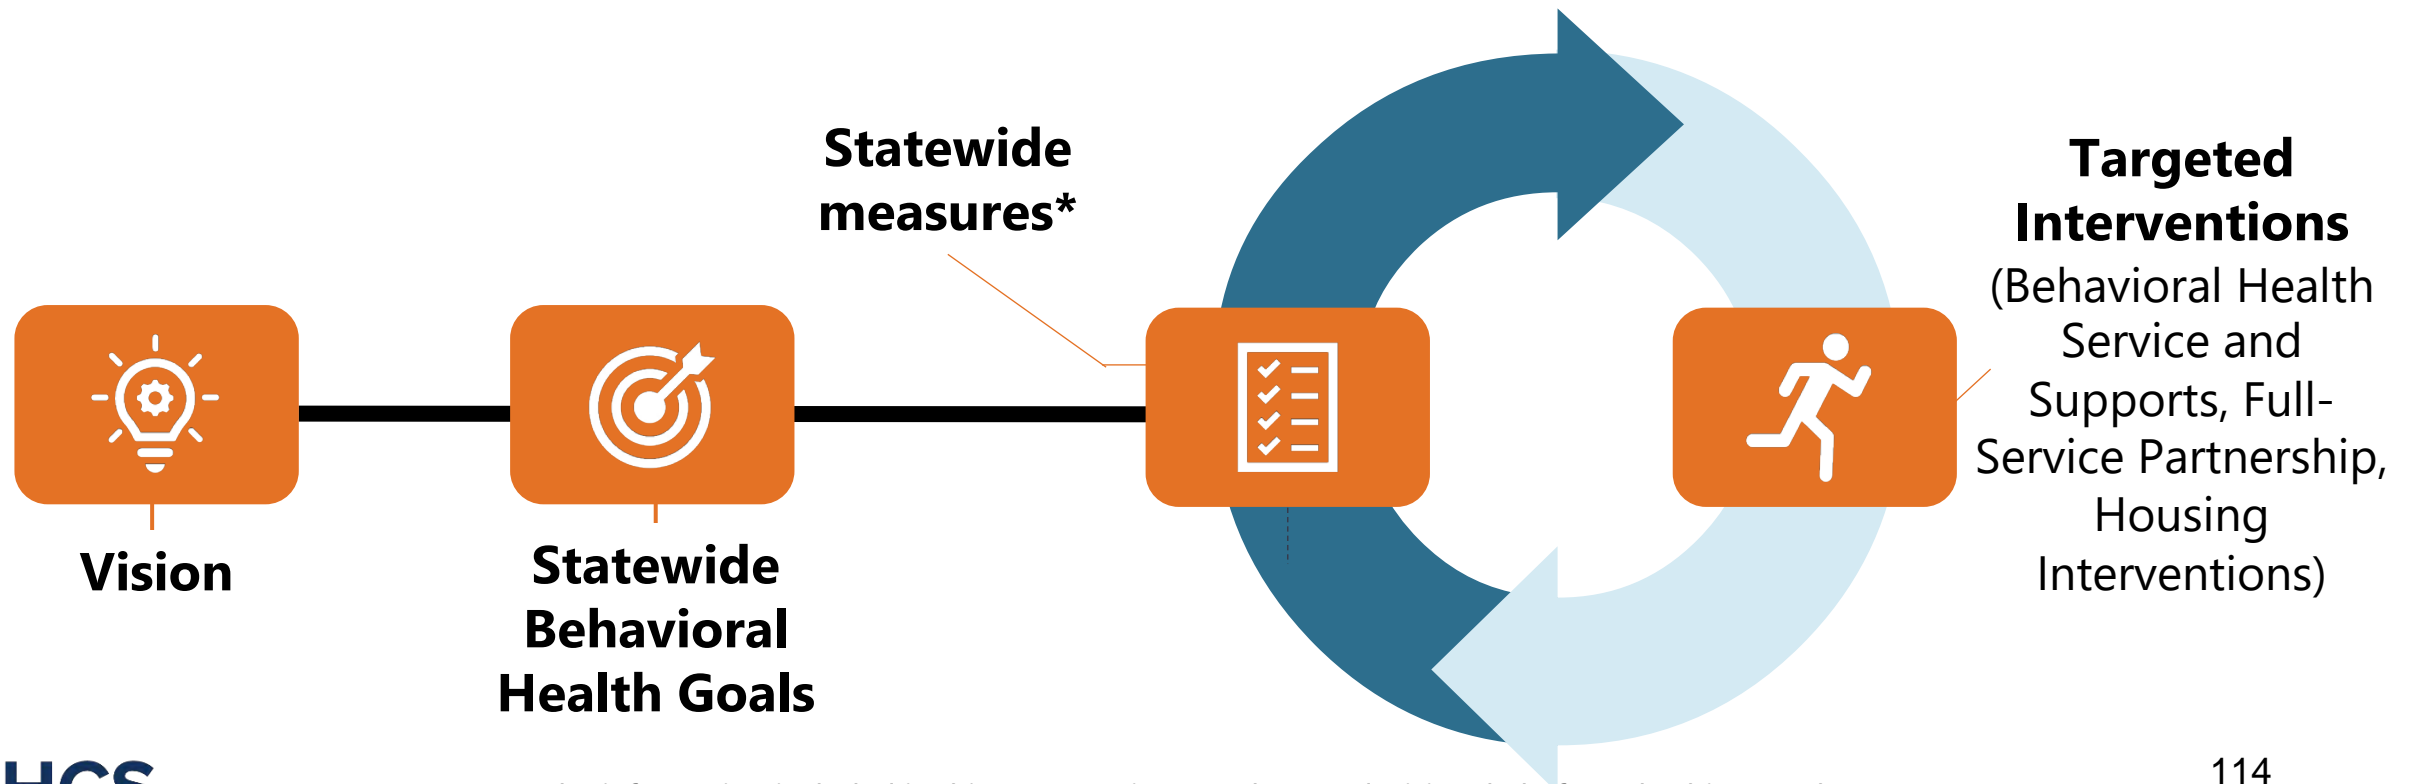 Statewide
measures*
Targeted
Interventions
(Behavioral Health
Service and
Supports, Full-
Service Partnership,
Housing
Interventions)
Vision
Statewide
Behavioral
Health Goals
HCS
114